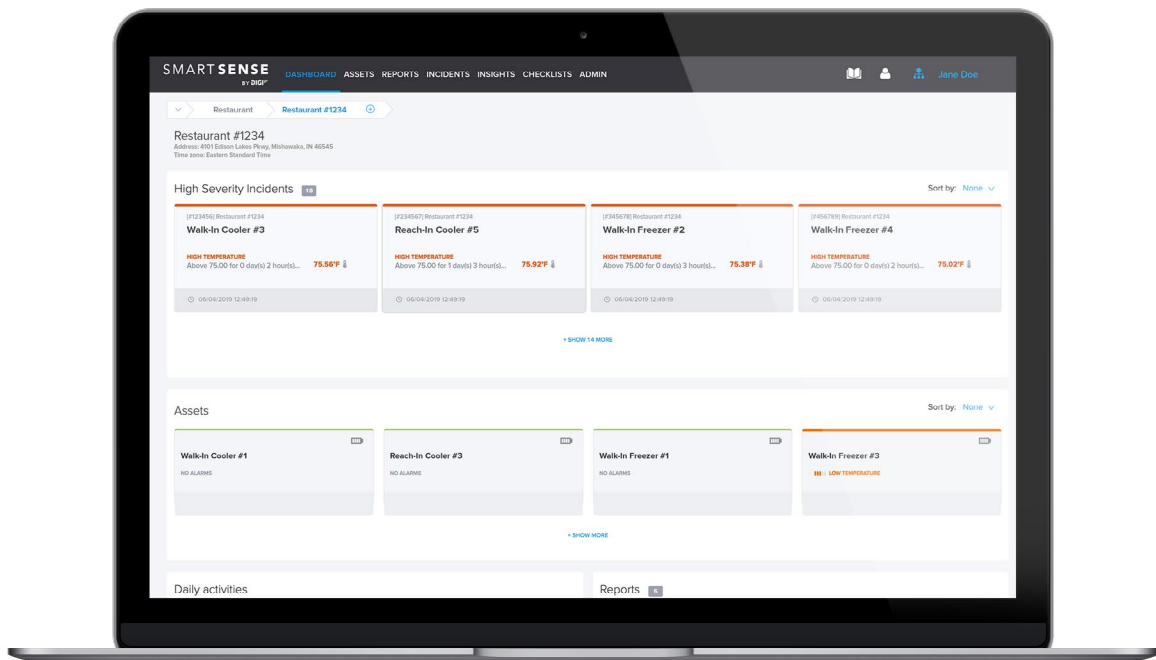 SMARTSENSE
BY DIGI
DASHBOARD ASSETS REPORTS INCIDENTS INSIGHTS CHECKLISTS ADMIN
Jane Doe
Restaurant
Restaurant #1234
Restaurant #1234
Address: 4101 Edison Lakes Pkwy, Mishawaka, IN 46545
Time zone: Eastern Standard Time
High Severity Incidents 18
Sort by: None
[#123456] Restaurant #1234
Walk-In Cooler #3
HIGH TEMPERATURE
Above 75.00 for 0 day(s) 2 hour(s)... 75.56°F
06/04/2019 12:49:19
[#234567] Restaurant #1234
Reach-In Cooler #5
HIGH TEMPERATURE
Above 75.00 for 1 day(s) 3 hour(s)... 75.92°F
06/04/2019 12:49:19
[#345678] Restaurant #1234
Walk-In Freezer #2
HIGH TEMPERATURE
Above 75.00 for 0 day(s) 3 hour(s)... 75.38°F
06/04/2019 12:49:19
[#456789] Restaurant #1234
Walk-In Freezer #4
HIGH TEMPERATURE
Above 75.00 for 0 day(s) 2 hour(s)... 75.02°F
06/04/2019 12:49:19
+ SHOW 14 MORE
Assets
Sort by: None
Walk-In Cooler #1
NO ALARMS
Reach-In Cooler #3
NO ALARMS
Walk-In Freezer #1
NO ALARMS
Walk-In Freezer #3
LOW TEMPERATURE
+ SHOW MORE
Daily activities
Reports